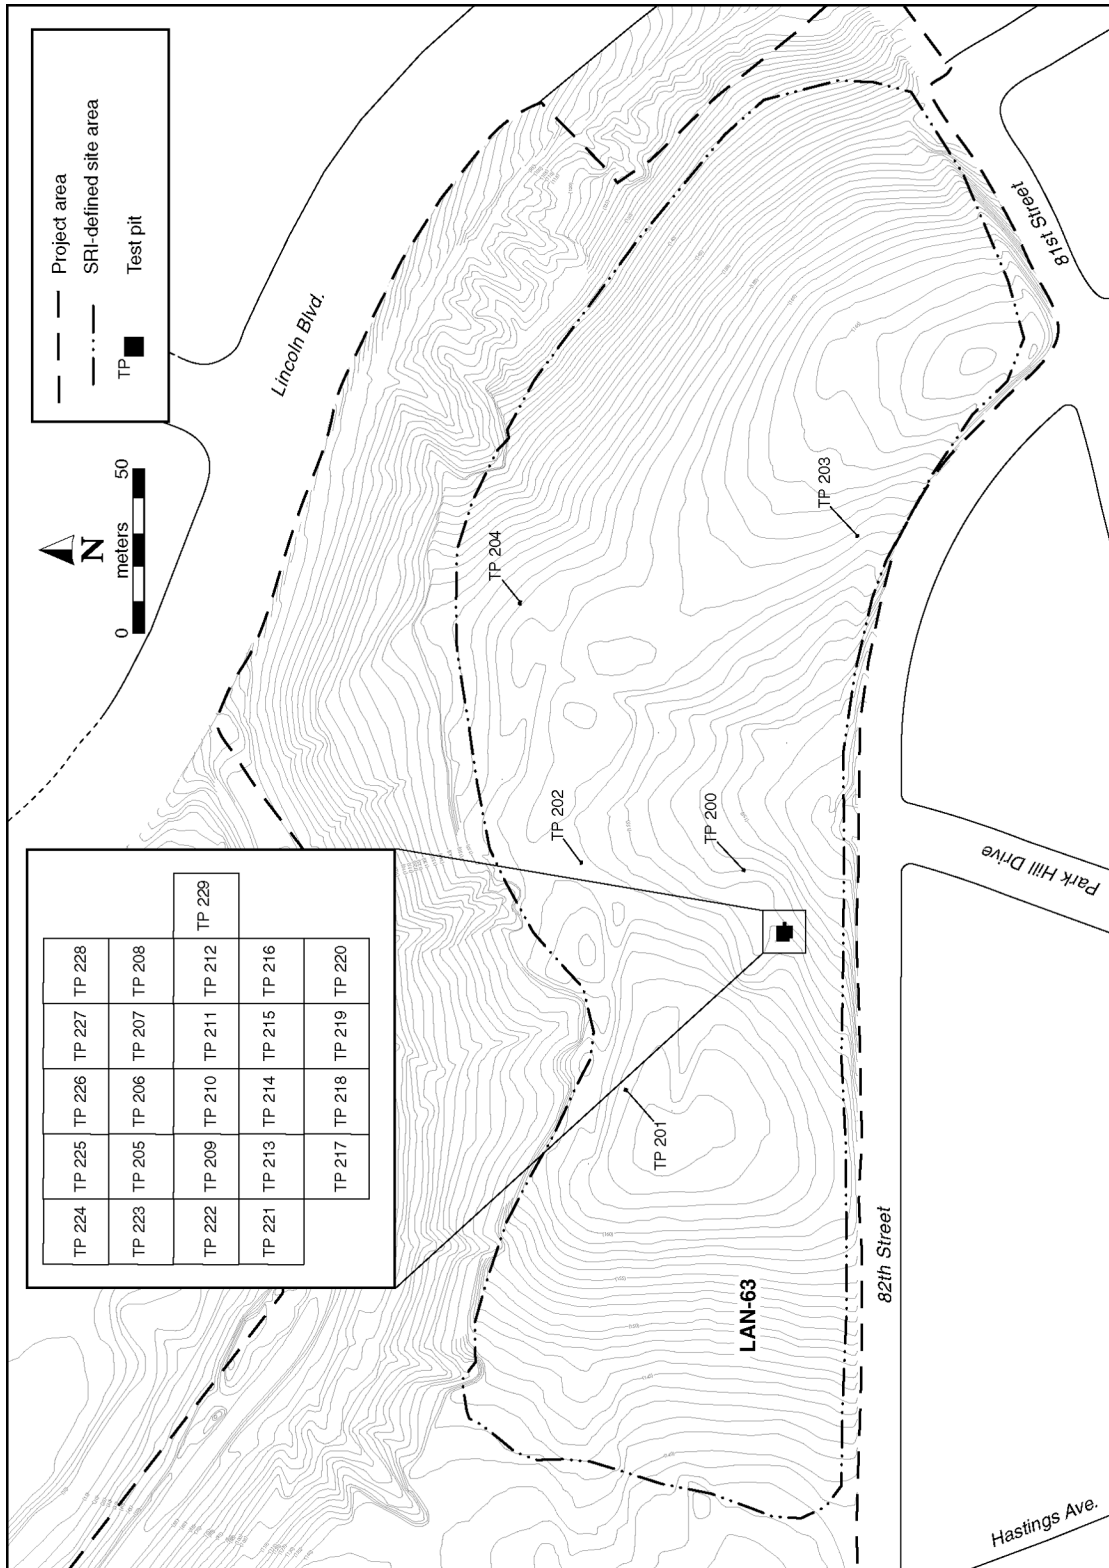 Project area
SRI-defined site area
TP
Test pit
N
0 meters 50
Lincoln Blvd.
TP 224 TP 225 TP 226 TP 227 TP 228
TP 223 TP 205 TP 206 TP 207 TP 208
TP 222 TP 209 TP 210 TP 211 TP 212 TP 229
TP 221 TP 213 TP 214 TP 215 TP 216
TP 217 TP 218 TP 219 TP 220
TP 204
TP 202
TP 201
TP 200
TP 203
LAN-63
82th Street
81st Street
Park Hill Drive
Hastings Ave.